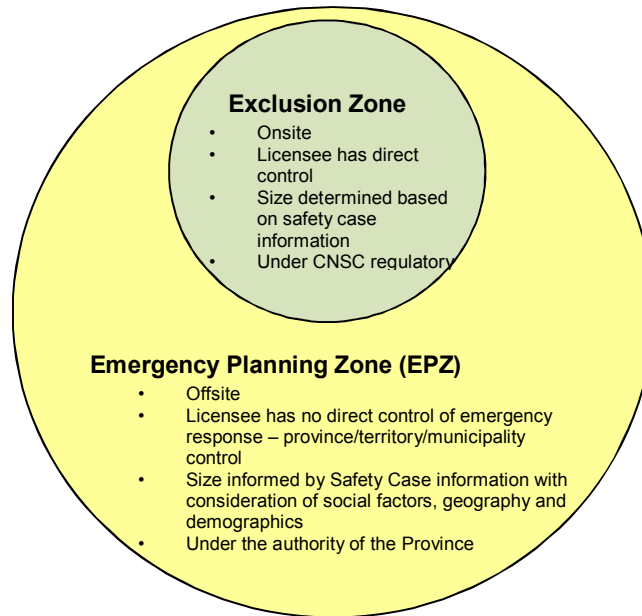 Exclusion Zone
• Onsite
• Licensee has direct
control
• Size determined based
on safety case
information
• Under CNSC regulatory
Emergency Planning Zone (EPZ)
• Offsite
• Licensee has no direct control of emergency
response – province/territory/municipality
control
• Size informed by Safety Case information with
consideration of social factors, geography and
demographics
• Under the authority of the Province